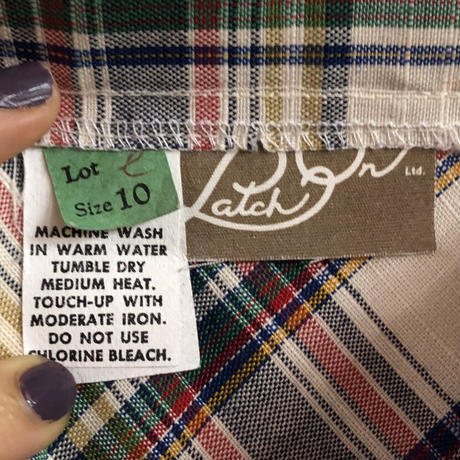 Lot
Size 10
Latch On Ltd.
MACHINE WASH
IN WARM WATER
TUMBLE DRY
MEDIUM HEAT.
TOUCH-UP WITH
MODERATE IRON.
DO NOT USE
CHLORINE BLEACH.